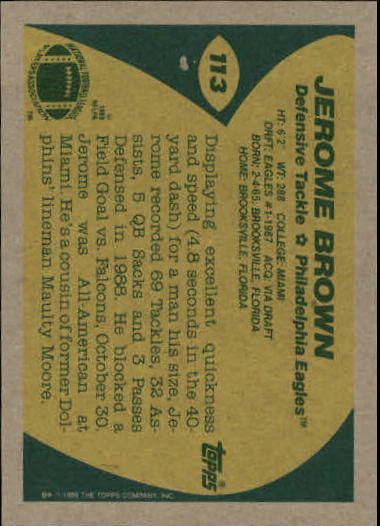 113
JEROME BROWN
Defensive Tackle ☆ Philadelphia Eagles™
HT: 6'2" WT: 288 COLLEGE: MIAMI
DRFT: EAGLES #1-1987 ACQ: VIA DRAFT
BORN: 2-4-65, BROOKSVILLE, FLORIDA
HOME: BROOKSVILLE, FLORIDA
Displaying excellent quickness
and speed (4.8 seconds in the 40-
yard dash) for a man his size, Je-
rome recorded 69 Tackles, 32 As-
sists, 5 QB Sacks and 3 Passes
Defensed in 1988. He blocked a
Field Goal vs. Falcons, October 30.
Jerome was All-American at
Miami. He's a cousin of former Dol-
phins' lineman Maulty Moore.
topps
© 1989 THE TOPPS COMPANY, INC.